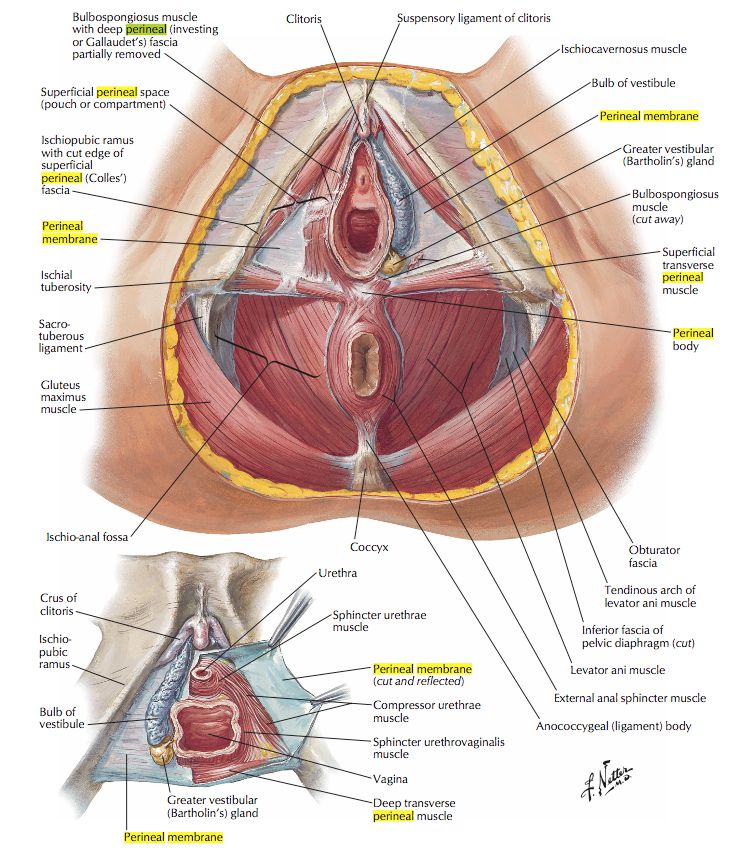 Bulbospongiosus muscle
with deep perineal (investing
or Gallaudet's) fascia
partially removed
Clitoris
Suspensory ligament of clitoris
Ischiocavernosus muscle
Bulb of vestibule
Superficial perineal space
(pouch or compartment)
Perineal membrane
Ischiopubic ramus
with cut edge of
superficial
perineal (Colles')
fascia
Greater vestibular
(Bartholin's) gland
Bulbospongiosus
muscle
(cut away)
Perineal
membrane
Superficial
transverse
perineal
muscle
Ischial
tuberosity
Sacro-
tuberous
ligament
Perineal
body
Gluteus
maximus
muscle
Ischio-anal fossa
Coccyx
Obturator
fascia
Tendinous arch of
levator ani muscle
Inferior fascia of
pelvic diaphragm (cut)
Levator ani muscle
External anal sphincter muscle
Anococcygeal (ligament) body
Urethra
Crus of
clitoris
Sphincter urethrae
muscle
Ischio-
pubic
ramus
Perineal membrane
(cut and reflected)
Compressor urethrae
muscle
Bulb of
vestibule
Sphincter urethrovaginalis
muscle
Vagina
Greater vestibular
(Bartholin's) gland
Deep transverse
perineal muscle
Perineal membrane
F. Netter
M.D.